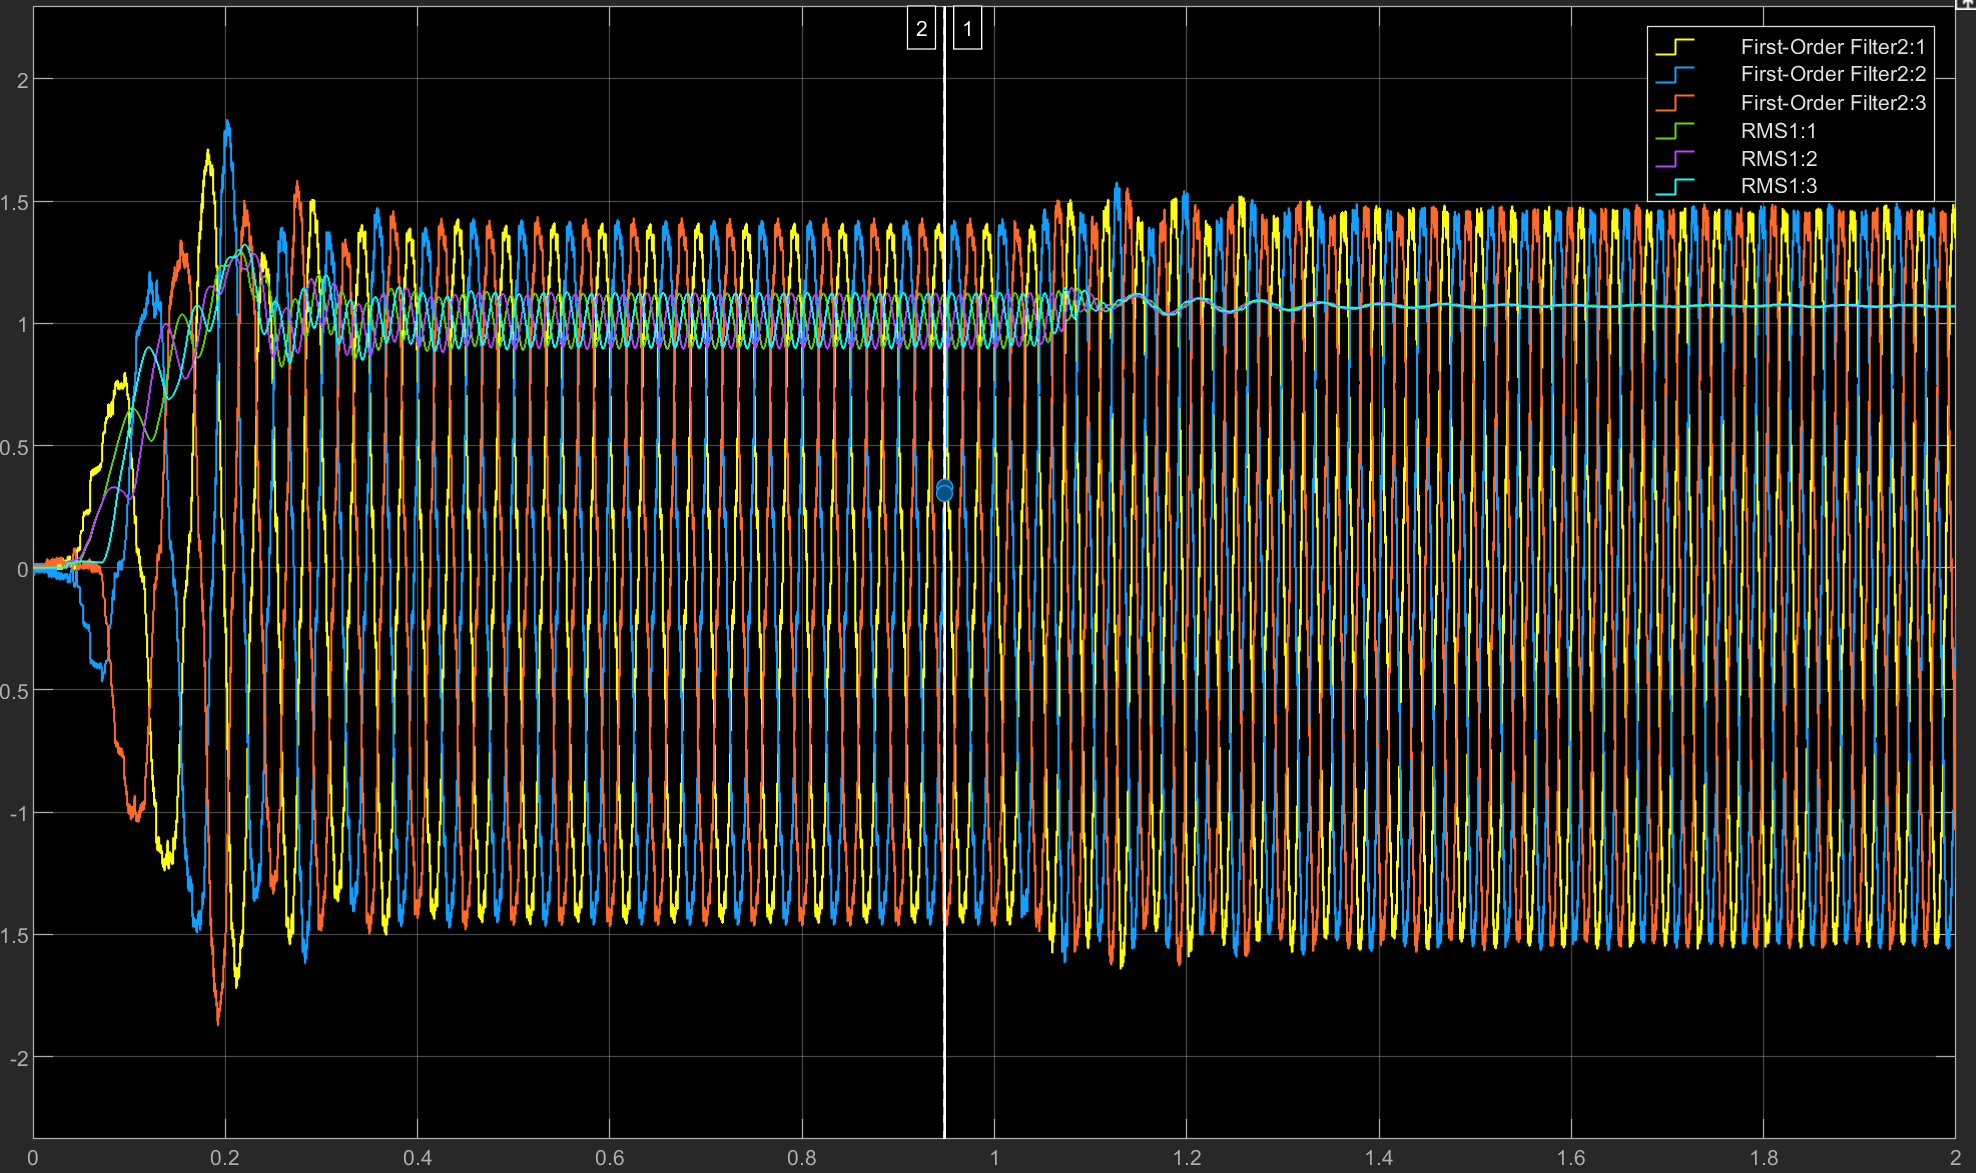 2 1
First-Order Filter2:1
First-Order Filter2:2
First-Order Filter2:3
RMS1:1
RMS1:2
RMS1:3
2
1.5
1
0.5
0
0.5
-1
1.5
-2
0 0.2 0.4 0.6 0.8 1 1.2 1.4 1.6 1.8 2